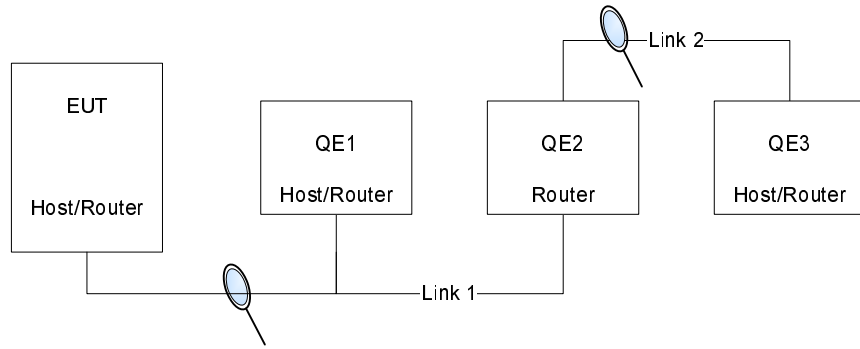 Link 2
EUT
Host/Router
QE1
Host/Router
QE2
Router
QE3
Host/Router
Link 1